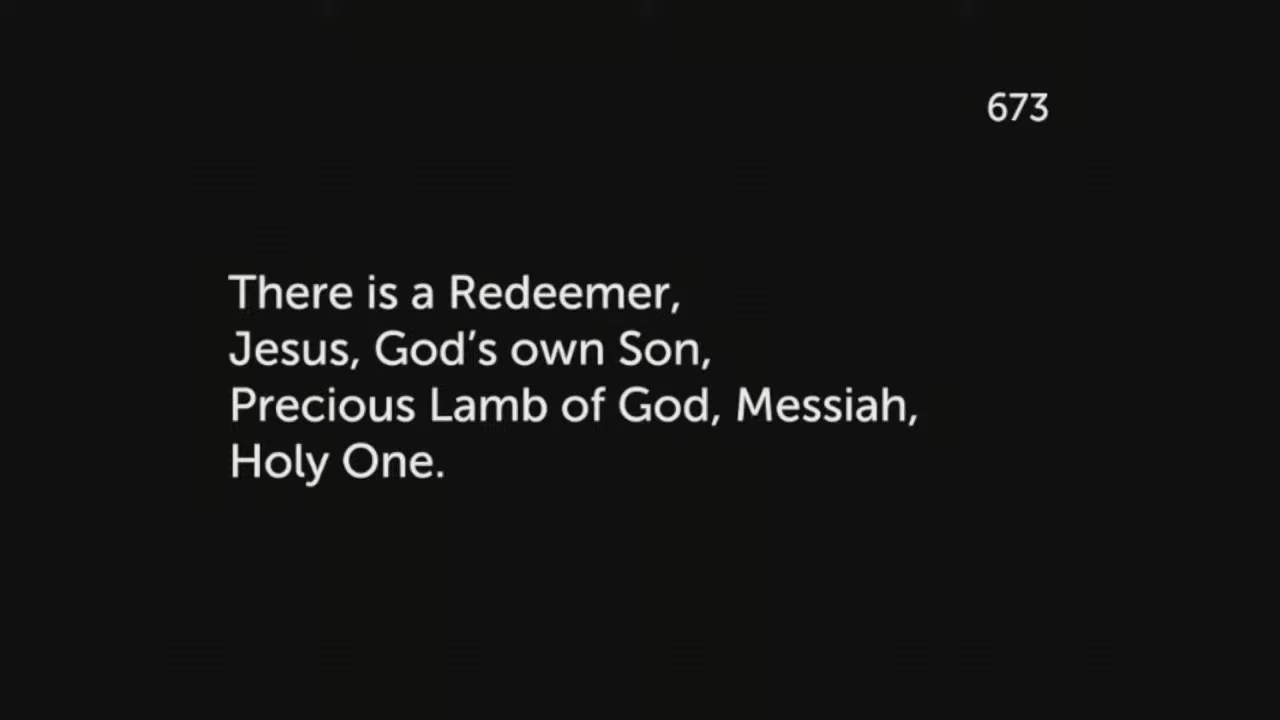 673
There is a Redeemer,
Jesus, God’s own Son,
Precious Lamb of God, Messiah,
Holy One.